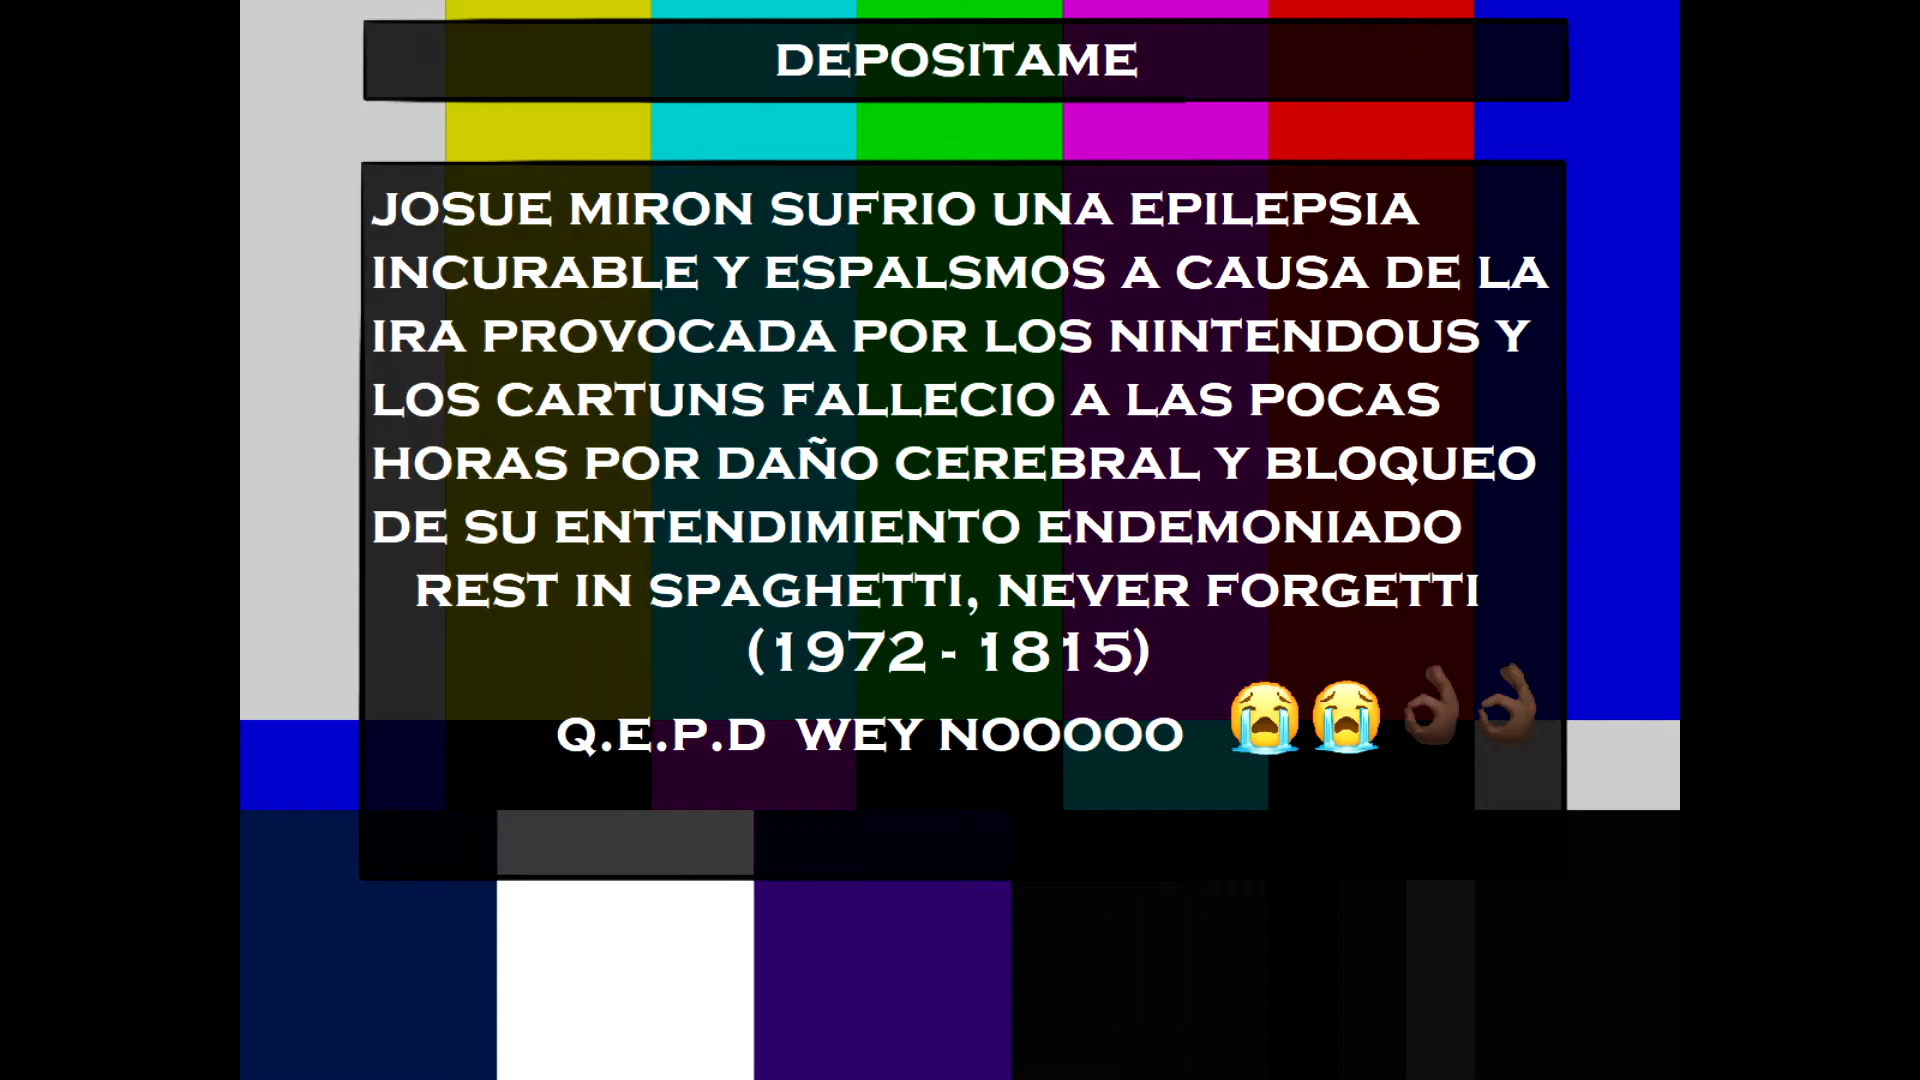 DEPOSITAME
JOSUE MIRON SUFRIO UNA EPILEPSIA
INCURABLE Y ESPALSMOS A CAUSA DE LA
IRA PROVOCADA POR LOS NINTENDOUS Y
LOS CARTUNS FALLECIO A LAS POCAS
HORAS POR DAÑO CEREBRAL Y BLOQUEO
DE SU ENTENDIMIENTO ENDEMONIADO
REST IN SPAGHETTI, NEVER FORGETTI
(1972 - 1815)
Q.E.P.D WEY NOOOOO 😭😭👌🏾👌🏾